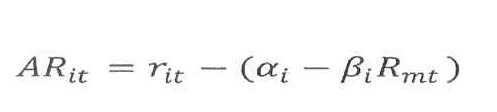 AR_{it} = r_{it} − (α_i − β_i R_{mt})